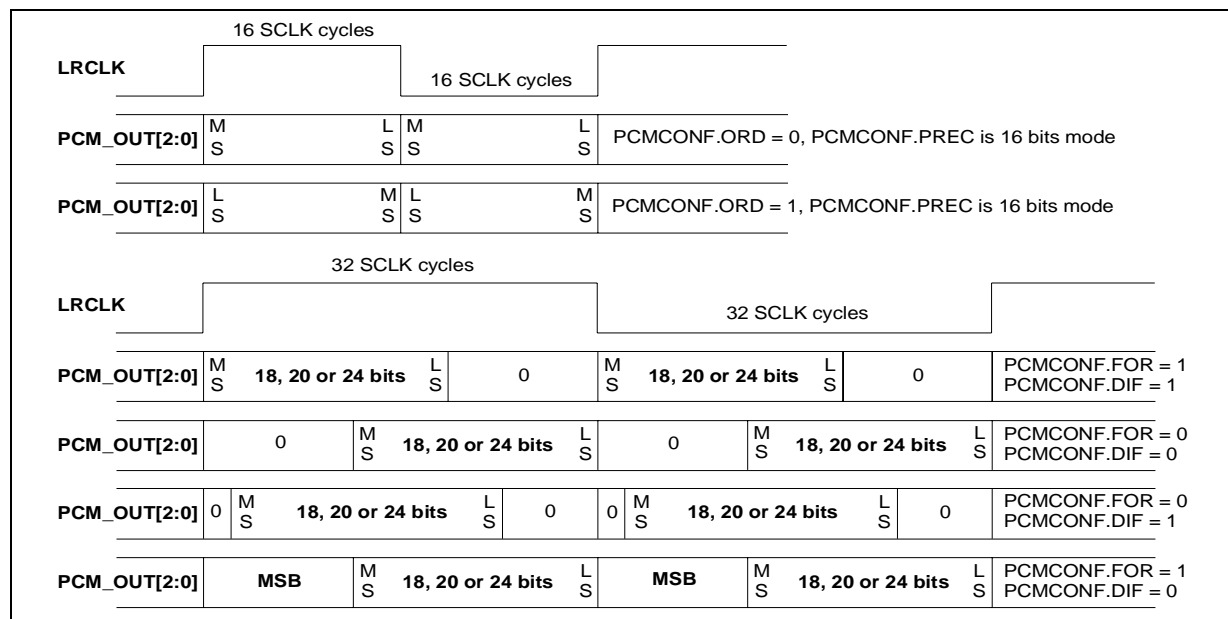 16 SCLK cycles
LRCLK
16 SCLK cycles
PCM_OUT[2:0] M S L S M S L S PCMCONF.ORD = 0, PCMCONF.PREC is 16 bits mode
PCM_OUT[2:0] L S M S L S M S PCMCONF.ORD = 1, PCMCONF.PREC is 16 bits mode
32 SCLK cycles
LRCLK
32 SCLK cycles
PCM_OUT[2:0] M S 18, 20 or 24 bits L S 0 M S 18, 20 or 24 bits L S 0 PCMCONF.FOR = 1
PCMCONF.DIF = 1
PCM_OUT[2:0] 0 M S 18, 20 or 24 bits L S 0 M S 18, 20 or 24 bits L S PCMCONF.FOR = 0
PCMCONF.DIF = 0
PCM_OUT[2:0] 0 M S 18, 20 or 24 bits L S 0 0 M S 18, 20 or 24 bits L S 0 PCMCONF.FOR = 0
PCMCONF.DIF = 1
PCM_OUT[2:0] MSB M S 18, 20 or 24 bits L S MSB M S 18, 20 or 24 bits L S PCMCONF.FOR = 1
PCMCONF.DIF = 0